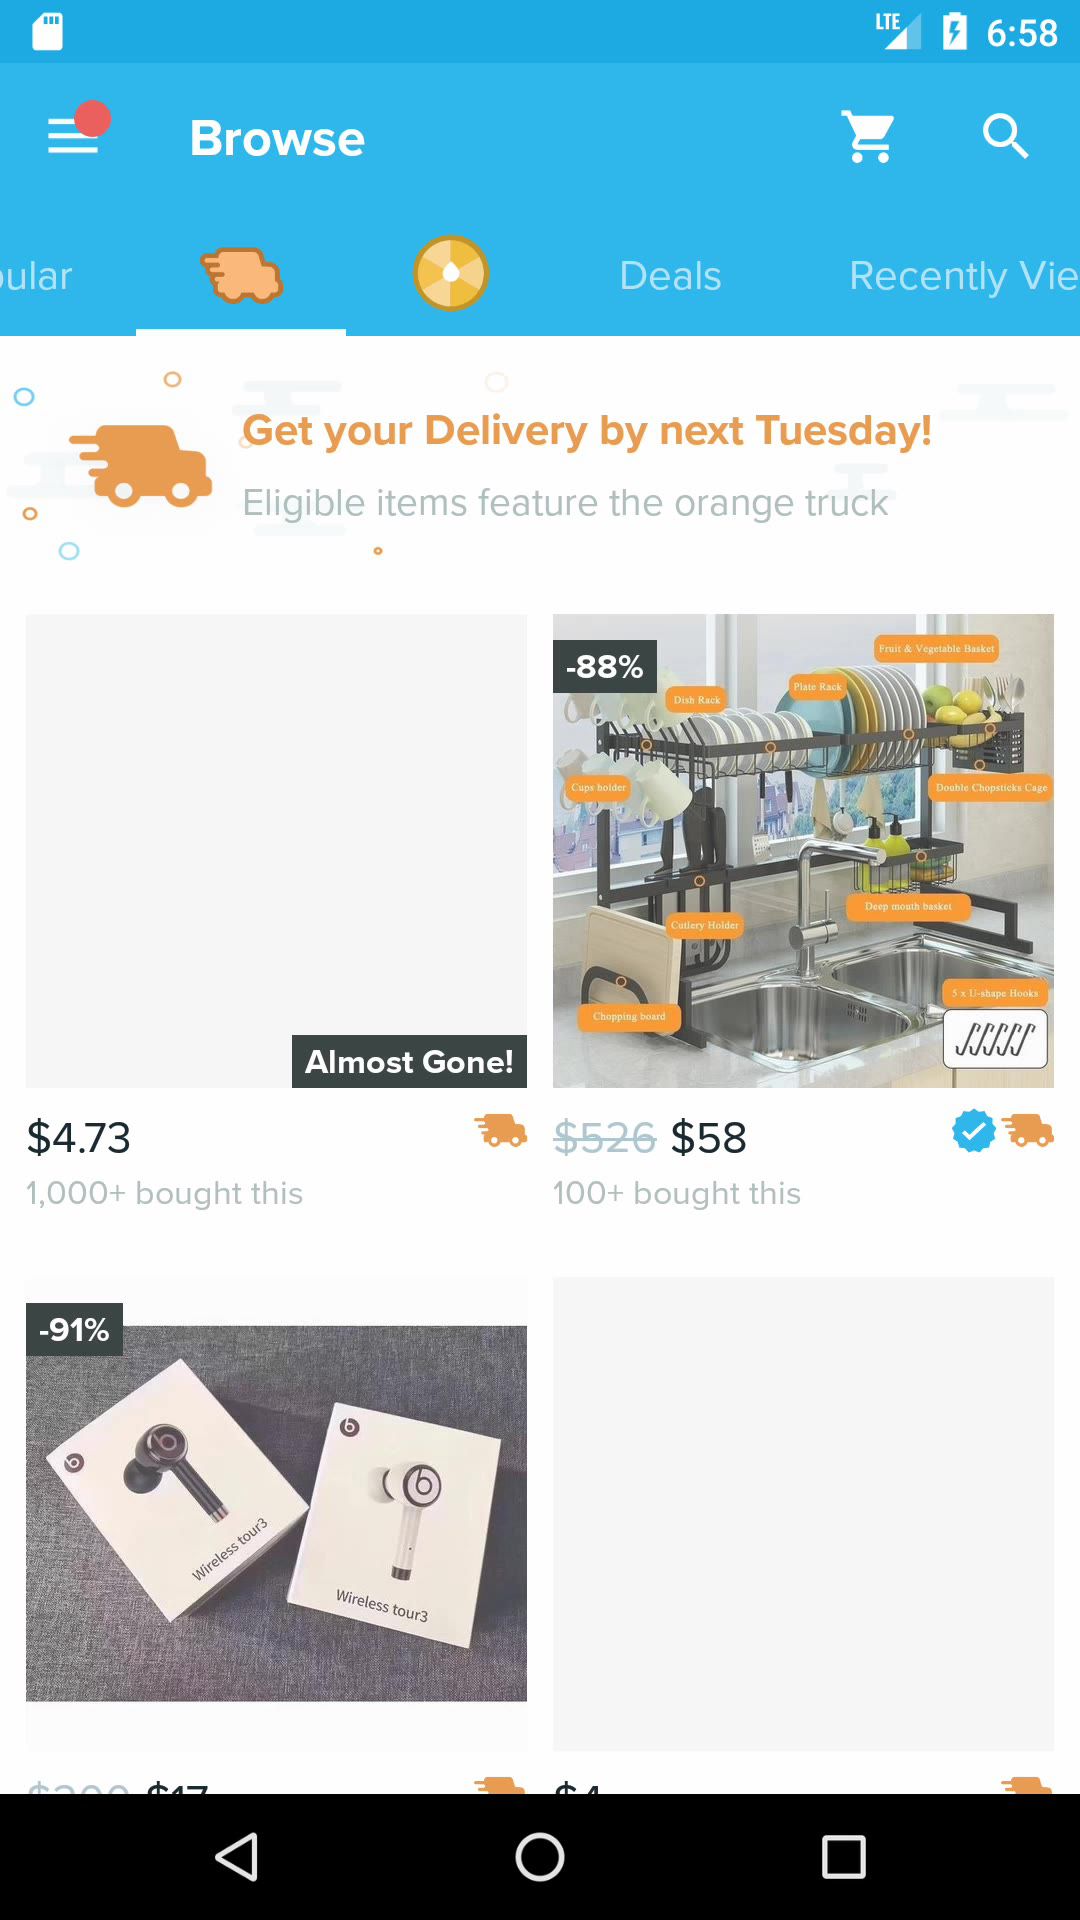 LTE 6:58
Browse
pular
Deals
Recently Vie
Get your Delivery by next Tuesday!
Eligible items feature the orange truck
-88%
Fruit & Vegetable Basket
Plate Rack
Dish Rack
Cups holder
Double Chopsticks Cage
Deep mouth basket
Cutlery Holder
5 x U-shape Hooks
Chopping board
Almost Gone!
$4.73
$526 $58
1,000+ bought this
100+ bought this
-91%
Wireless tour3
Wireless tour3
$17
$4